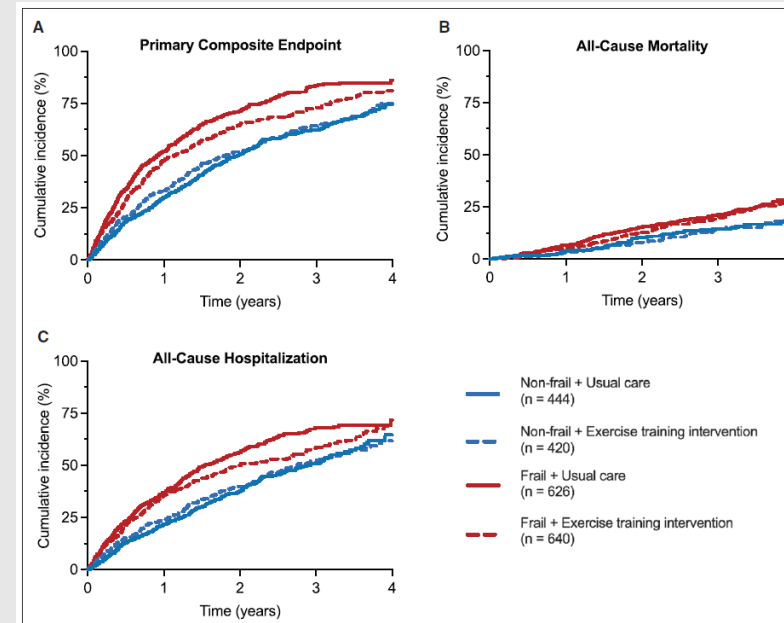 A
Primary Composite Endpoint
100
75
50
25
0
Cumulative incidence (%)
0 1 2 3 4
Time (years)
B
All-Cause Mortality
100
75
50
25
0
Cumulative incidence (%)
0 1 2 3
Time (years)
C
All-Cause Hospitalization
100
75
50
25
0
Cumulative incidence (%)
0 1 2 3 4
Time (years)
Non-frail + Usual care
(n = 444)
Non-frail + Exercise training intervention
(n = 420)
Frail + Usual care
(n = 626)
Frail + Exercise training intervention
(n = 640)